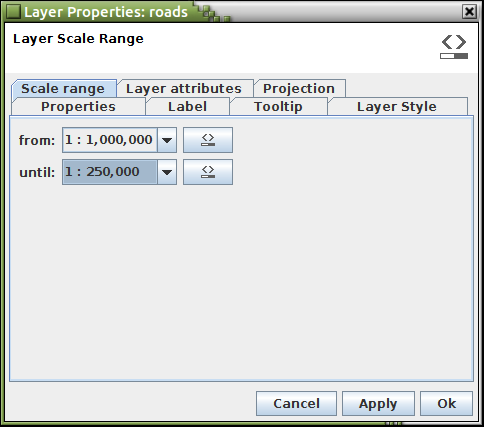 Layer Properties: roads
Layer Scale Range
Scale range Layer attributes Projection
Properties Label Tooltip Layer Style
from: 1 : 1,000,000
until: 1 : 250,000
Cancel Apply Ok